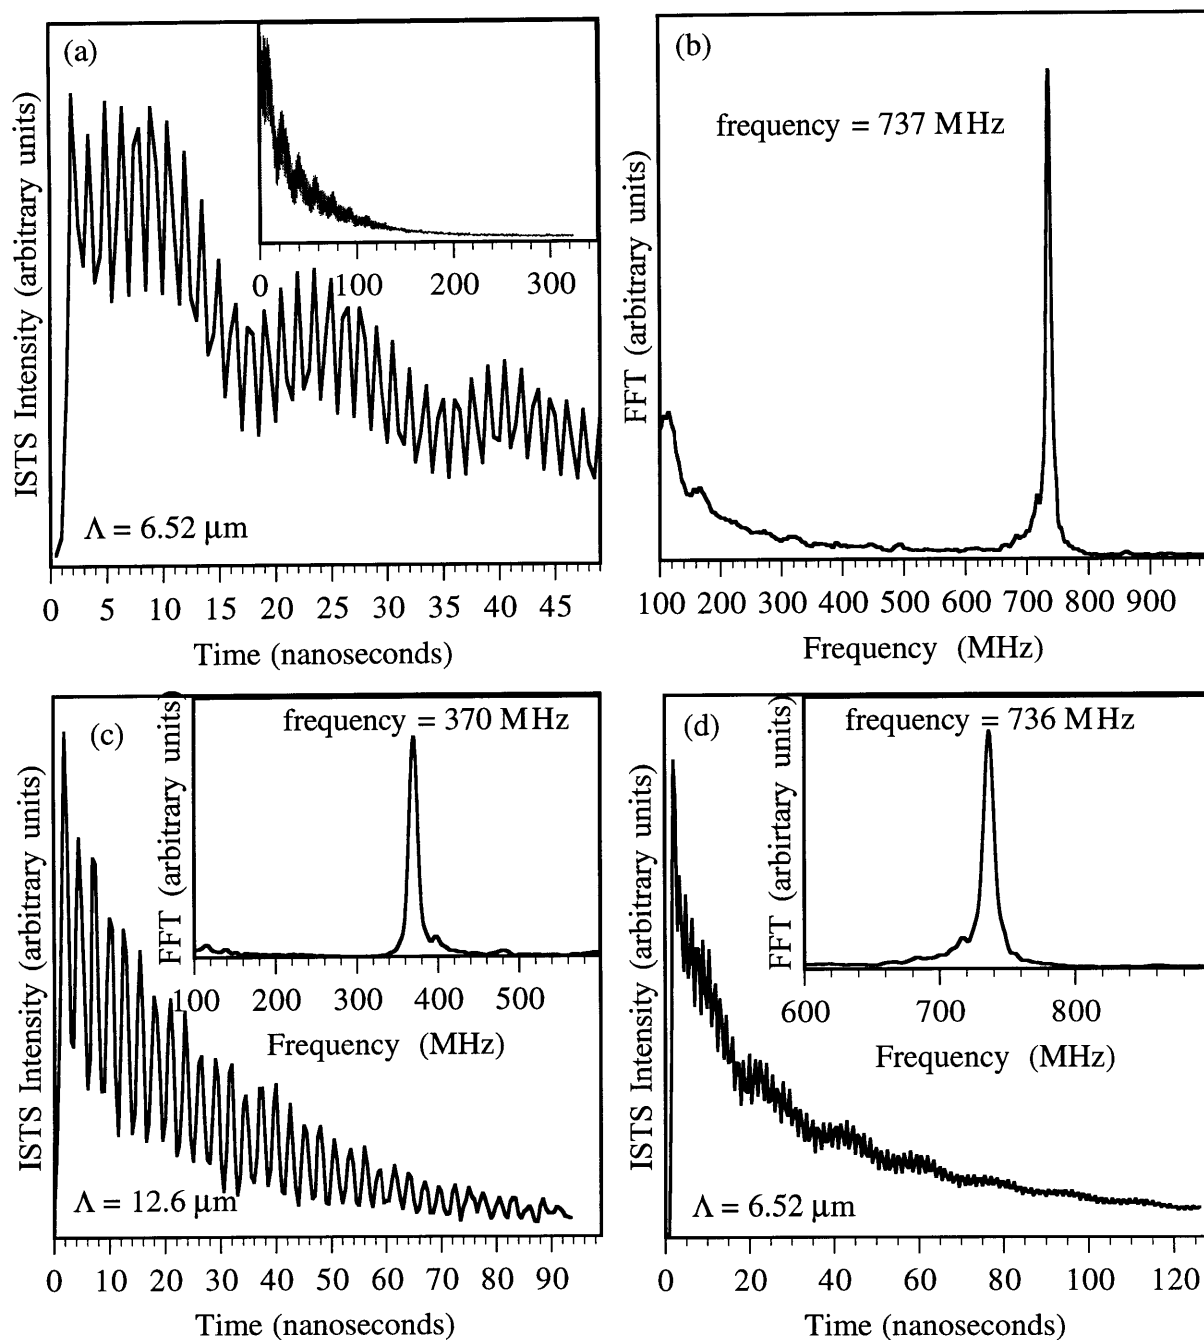 (a)
ISTS Intensity (arbitrary units)
0 100 200 300
Λ = 6.52 μm
0 5 10 15 20 25 30 35 40 45
Time (nanoseconds)
(b)
frequency = 737 MHz
FFT (arbitrary units)
100 200 300 400 500 600 700 800 900
Frequency (MHz)
(c)
frequency = 370 MHz
FFT (arbitrary units)
100 200 300 400 500
Frequency (MHz)
ISTS Intensity (arbitrary units)
Λ = 12.6 μm
0 10 20 30 40 50 60 70 80 90
Time (nanoseconds)
(d)
frequency = 736 MHz
FFT (abirtary units)
600 700 800
Frequency (MHz)
ISTS Intensity (arbitrary units)
Λ = 6.52 μm
0 20 40 60 80 100 120
Time (nanoseconds)